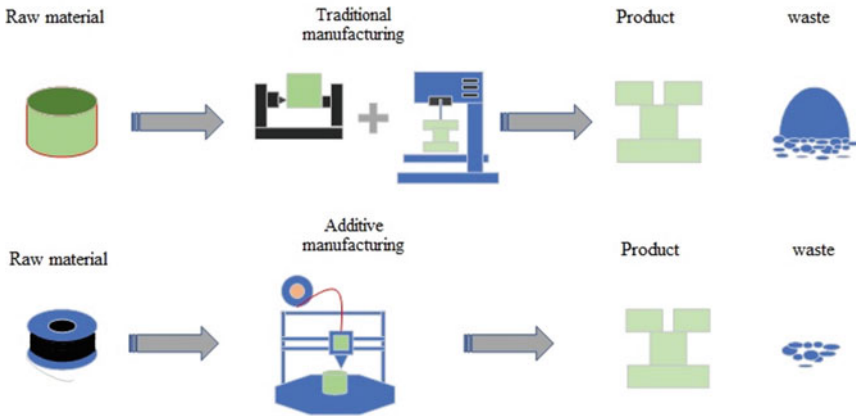 Raw material
Traditional
manufacturing
Product
waste
Raw material
Additive
manufacturing
Product
waste